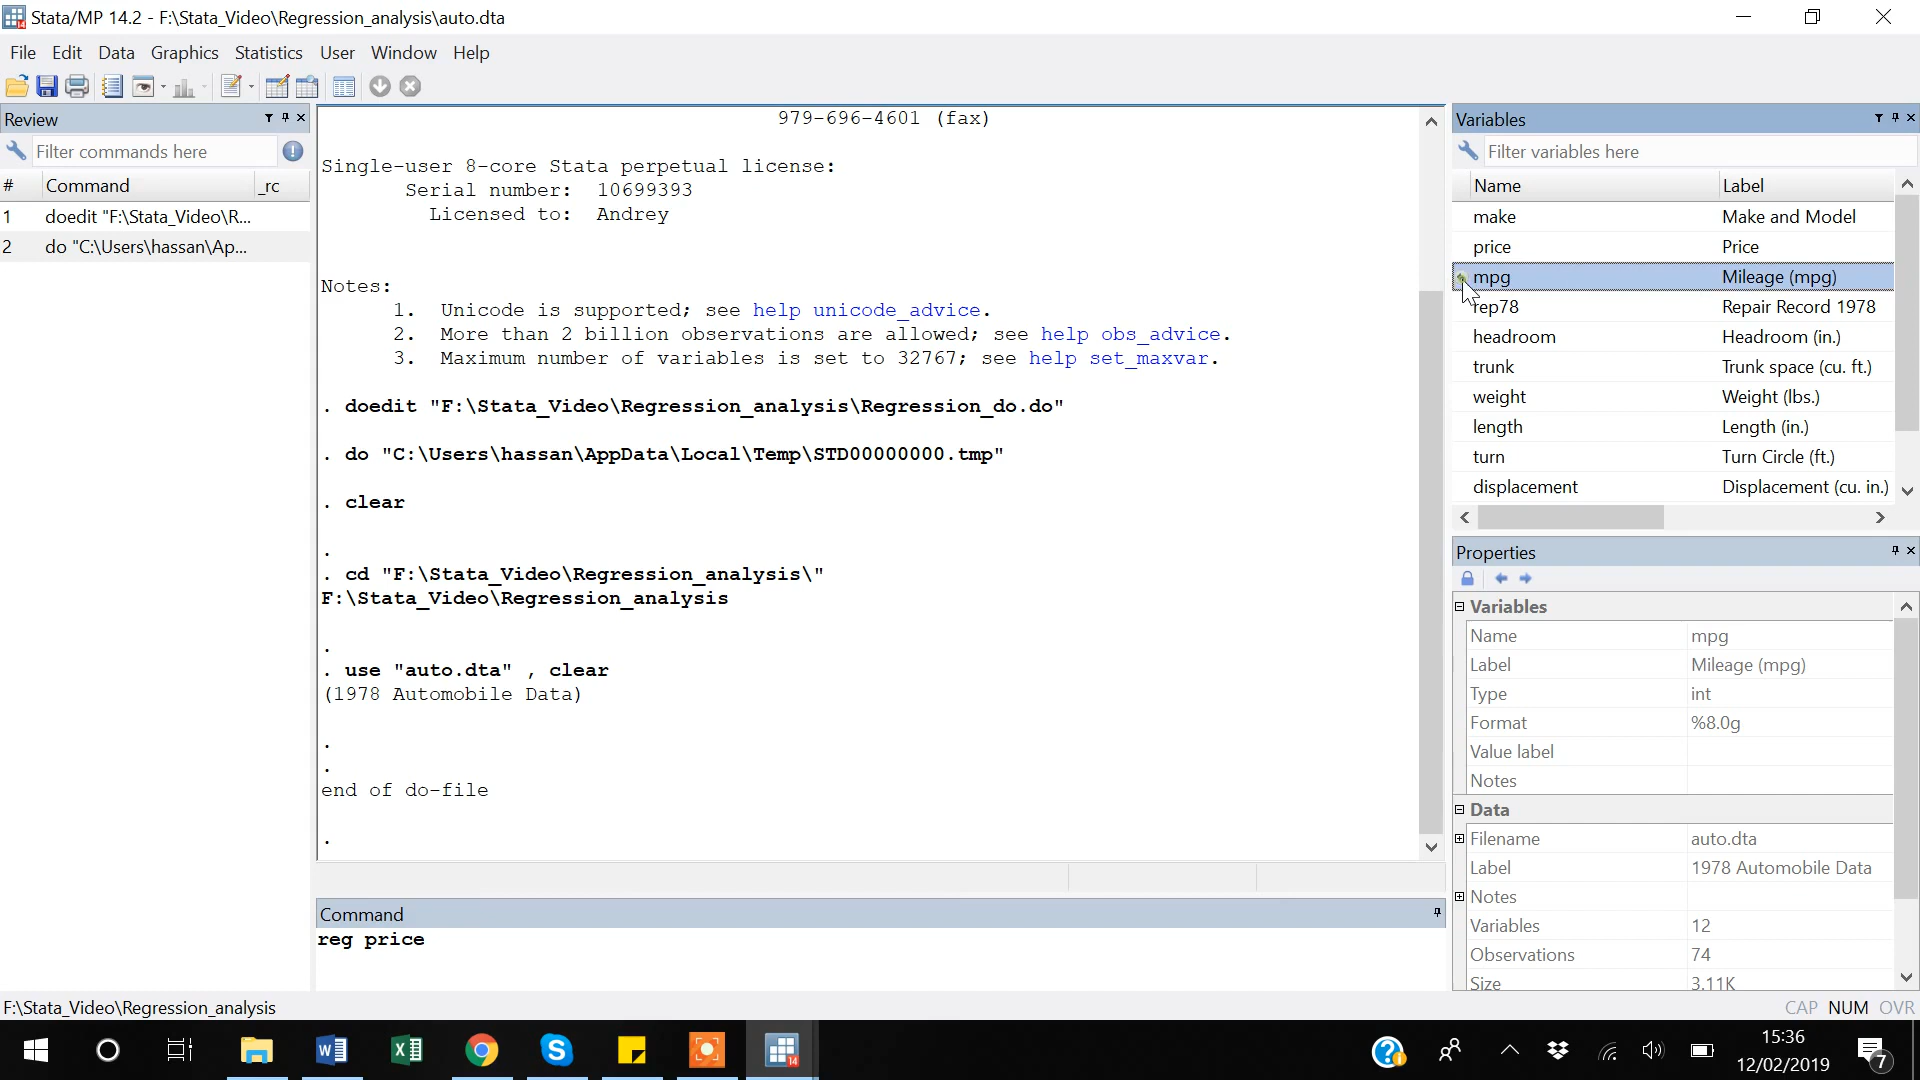 Stata/MP 14.2 - F:\Stata_Video\Regression_analysis\auto.dta
File Edit Data Graphics Statistics User Window Help
Review
Filter commands here
# Command _rc
1 doedit "F:\Stata_Video\R...
2 do "C:\Users\hassan\Ap...
979-696-4601 (fax)
Single-user 8-core Stata perpetual license:
Serial number: 10699393
Licensed to: Andrey
Notes:
1. Unicode is supported; see help unicode_advice.
2. More than 2 billion observations are allowed; see help obs_advice.
3. Maximum number of variables is set to 32767; see help set_maxvar.
. doedit "F:\Stata_Video\Regression_analysis\Regression_do.do"
. do "C:\Users\hassan\AppData\Local\Temp\STD00000000.tmp"
. clear
.
. cd "F:\Stata_Video\Regression_analysis\"
F:\Stata_Video\Regression_analysis
.
. use "auto.dta" , clear
(1978 Automobile Data)
.
.
end of do-file
.
Command
reg price
Variables
Filter variables here
Name Label
make Make and Model
price Price
mpg Mileage (mpg)
rep78 Repair Record 1978
headroom Headroom (in.)
trunk Trunk space (cu. ft.)
weight Weight (lbs.)
length Length (in.)
turn Turn Circle (ft.)
displacement Displacement (cu. in.)
Properties
Variables
Name mpg
Label Mileage (mpg)
Type int
Format %8.0g
Value label
Notes
Data
Filename auto.dta
Label 1978 Automobile Data
Notes
Variables 12
Observations 74
Size 3.11K
F:\Stata_Video\Regression_analysis
CAP NUM OVR
15:36
12/02/2019
7
14